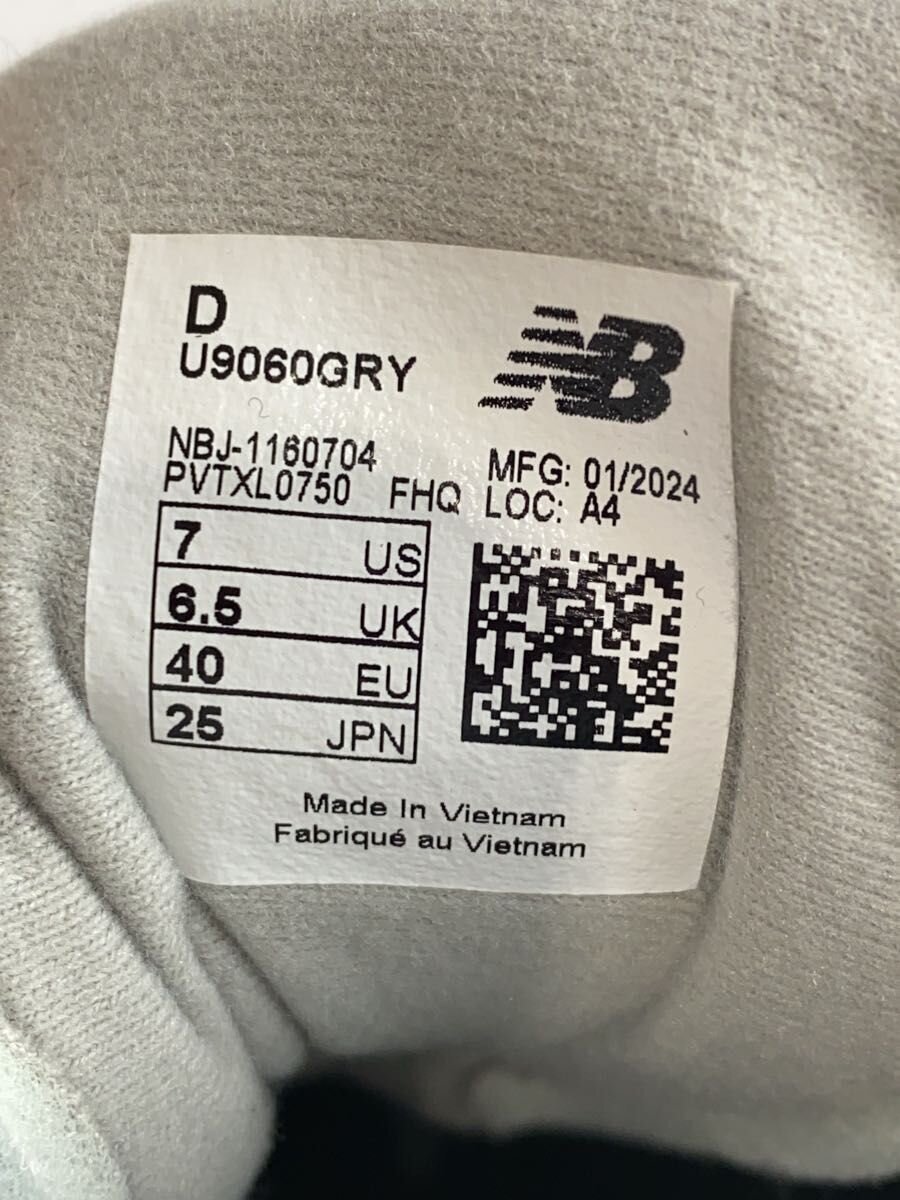 D
U9060GRY
NB
NBJ-1160704
PVTXL0750 FHQ
MFG: 01/2024
LOC: A4
7 US
6.5 UK
40 EU
25 JPN
Made In Vietnam
Fabriqué au Vietnam